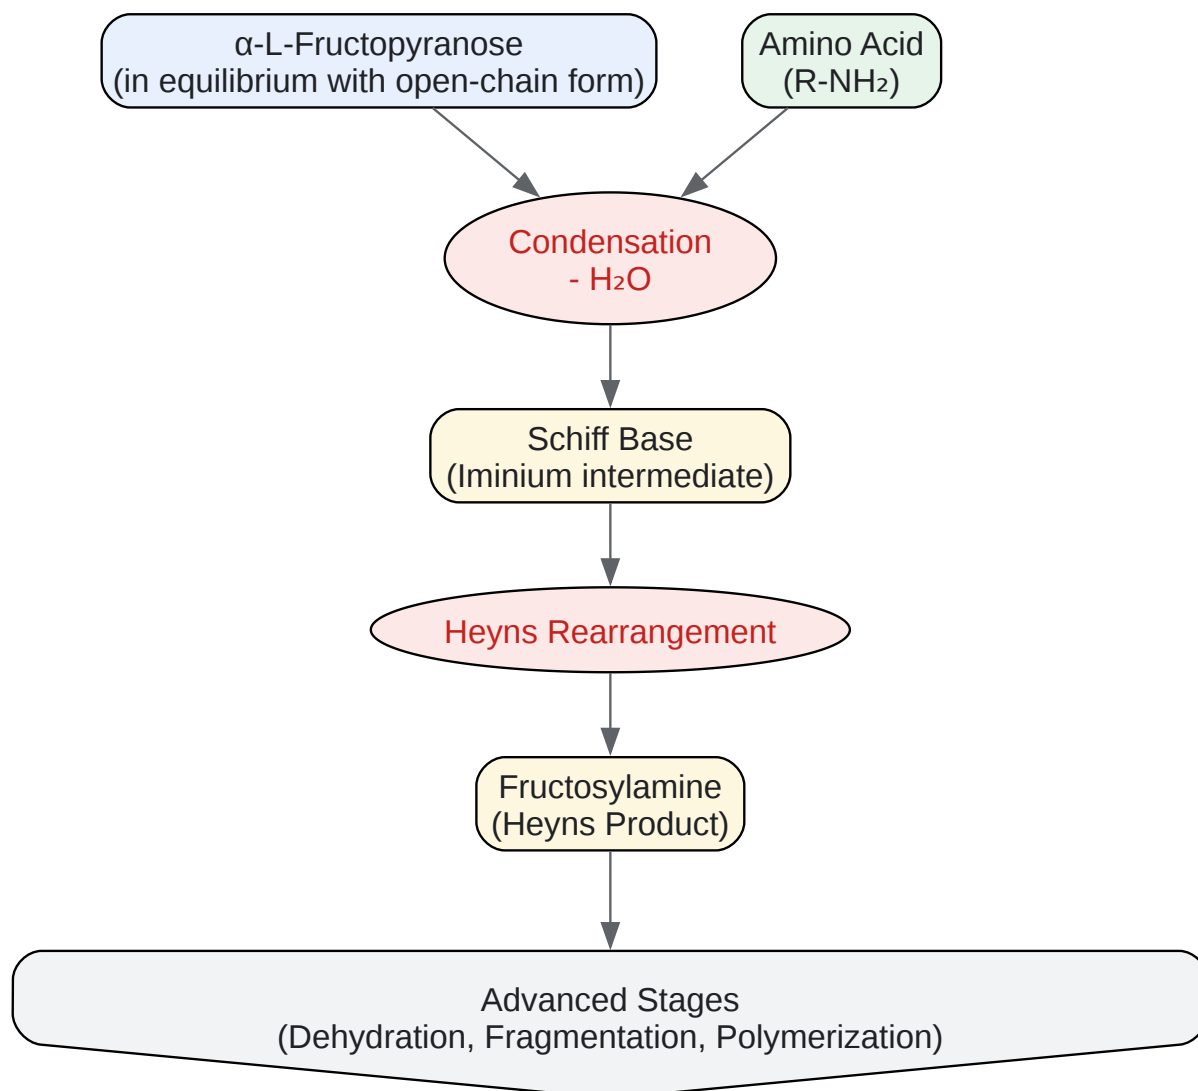 α-L-Fructopyranose
(in equilibrium with open-chain form)
Amino Acid
(R-NH₂)
Condensation
- H₂O
Schiff Base
(Iminium intermediate)
Heyns Rearrangement
Fructosylamine
(Heyns Product)
Advanced Stages
(Dehydration, Fragmentation, Polymerization)